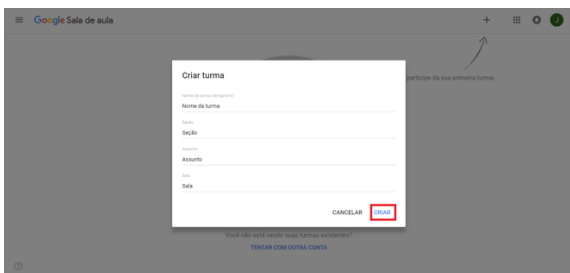 Google Sala de aula
J
participe da sua primeira turma.
Criar turma
Nome da turma (obrigatório)
Nome da turma
Seção
Seção
Assunto
Assunto
Sala
Sala
CANCELAR CRIAR
Você não está vendo suas turmas existentes?
TENTAR COM OUTRA CONTA